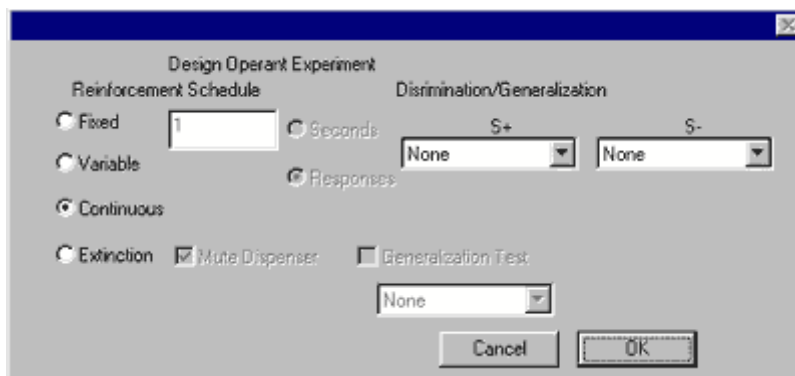 Design Operant Experiment
Reinforcement Schedule
Disrimination/Generalization
Fixed
1
Seconds
S+
S-
None
None
Variable
Responses
Continuous
Extinction
Mute Dispenser
Generalization Test
None
Cancel
OK